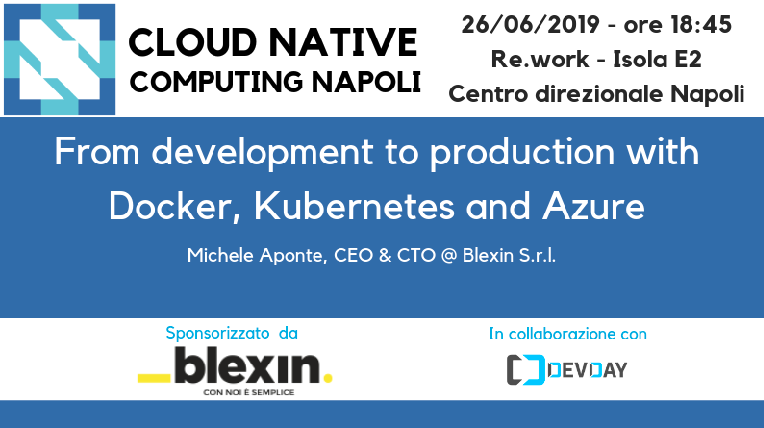 CLOUD NATIVE
COMPUTING NAPOLI
26/06/2019 - ore 18:45
Re.work - Isola E2
Centro direzionale Napoli
From development to production with
Docker, Kubernetes and Azure
Michele Aponte, CEO & CTO @ Blexin S.r.l.
Sponsorizzato da
_blexin.
CON NOI È SEMPLICE
In collaborazione con
DEVDAY